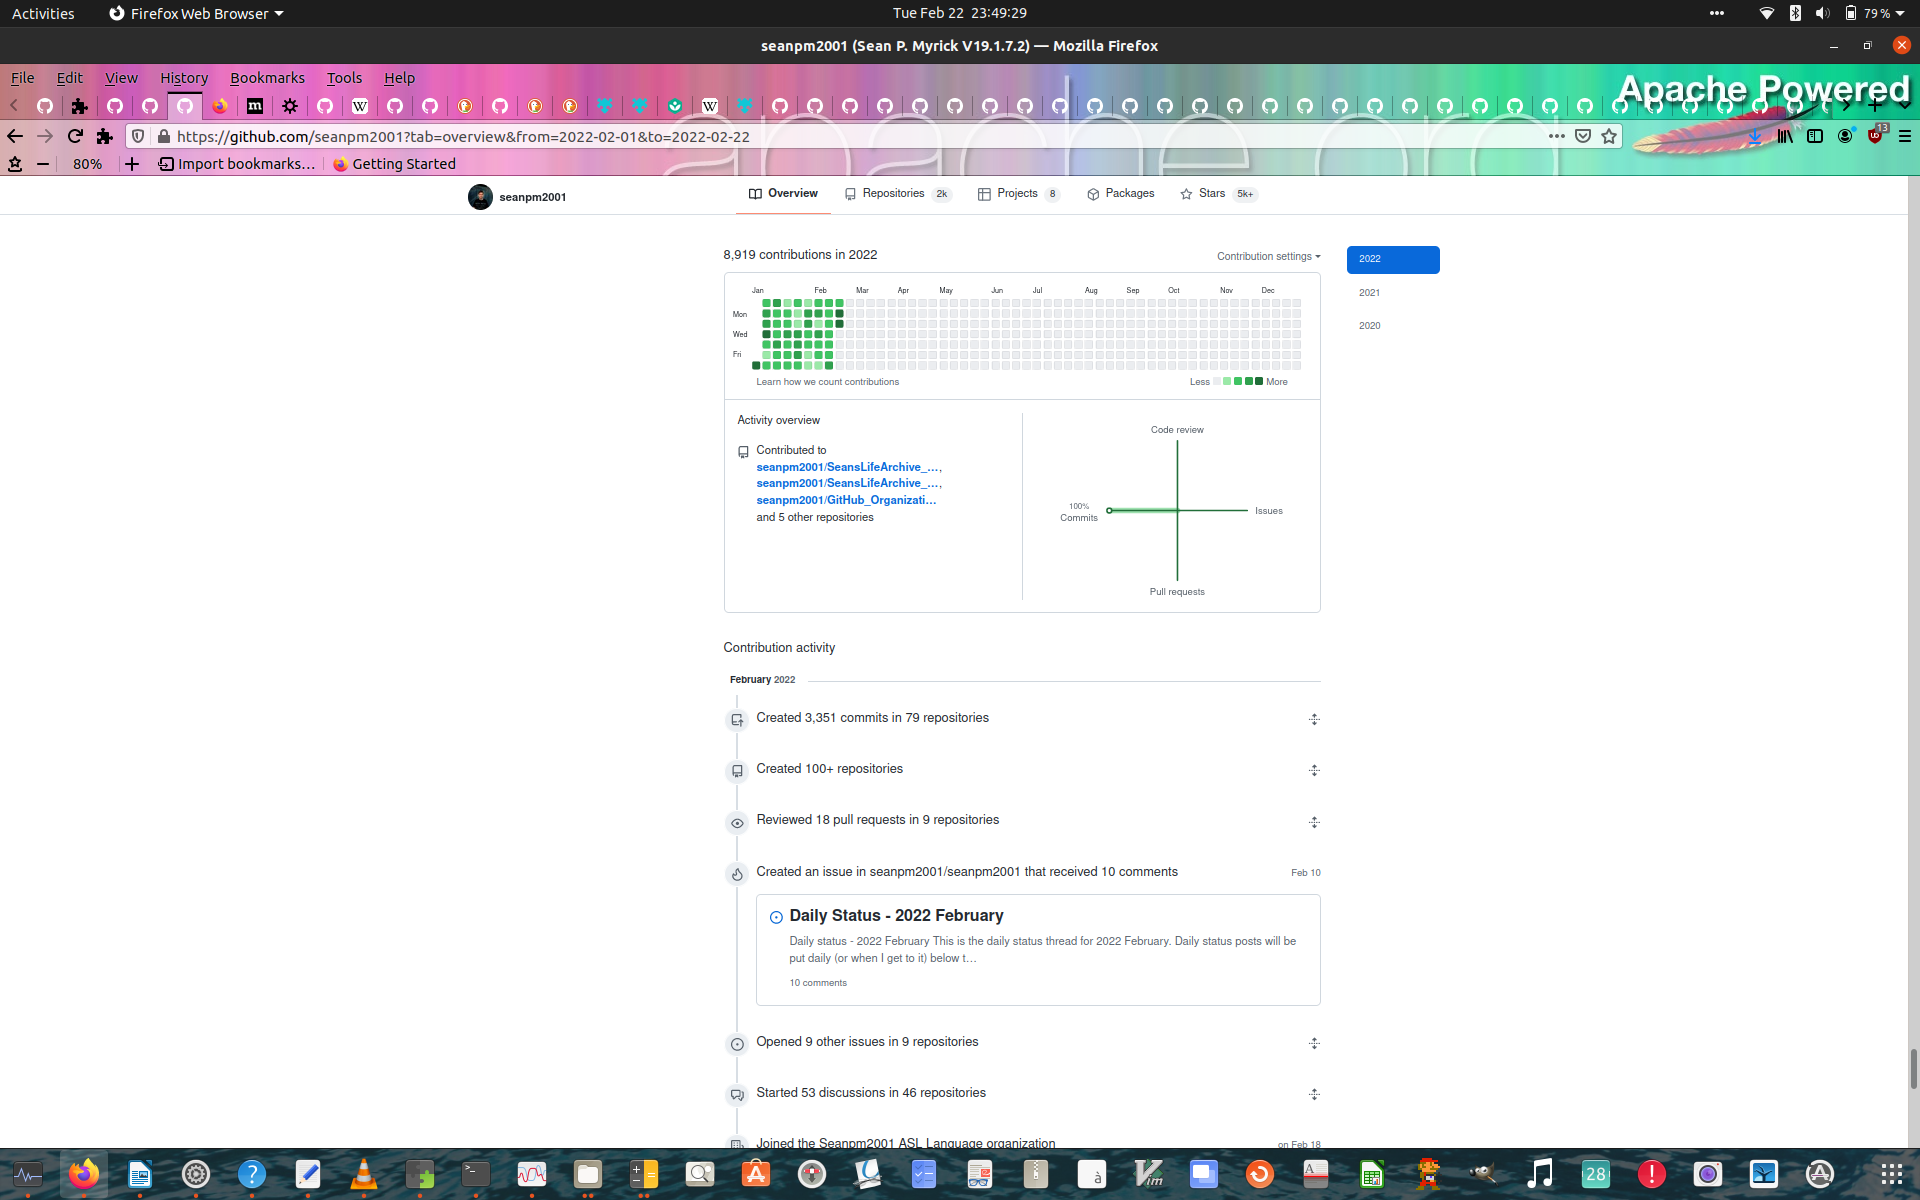 Activities
Firefox Web Browser
Tue Feb 22 23:49:29
79 %
seanpm2001 (Sean P. Myrick V19.1.7.2) — Mozilla Firefox
File Edit View History Bookmarks Tools Help
Apache Powered
https://github.com/seanpm2001?tab=overview&from=2022-02-01&to=2022-02-22
13
80%
Import bookmarks...
Getting Started
seanpm2001
Overview
Repositories 2k
Projects 8
Packages
Stars 5k+
8,919 contributions in 2022
Contribution settings
2022
2021
2020
Jan Feb Mar Apr May Jun Jul Aug Sep Oct Nov Dec
Mon
Wed
Fri
Learn how we count contributions
Less
More
Activity overview
Contributed to
seanpm2001/SeansLifeArchive_...,
seanpm2001/SeansLifeArchive_...,
seanpm2001/GitHub_Organizati...
and 5 other repositories
Code review
100%
Commits
Issues
Pull requests
Contribution activity
February 2022
Created 3,351 commits in 79 repositories
Created 100+ repositories
Reviewed 18 pull requests in 9 repositories
Created an issue in seanpm2001/seanpm2001 that received 10 comments
Feb 10
Daily Status - 2022 February
Daily status - 2022 February This is the daily status thread for 2022 February. Daily status posts will be
put daily (or when I get to it) below t...
10 comments
Opened 9 other issues in 9 repositories
Started 53 discussions in 46 repositories
Joined the Seanpm2001 ASL Language organization
on Feb 18
28